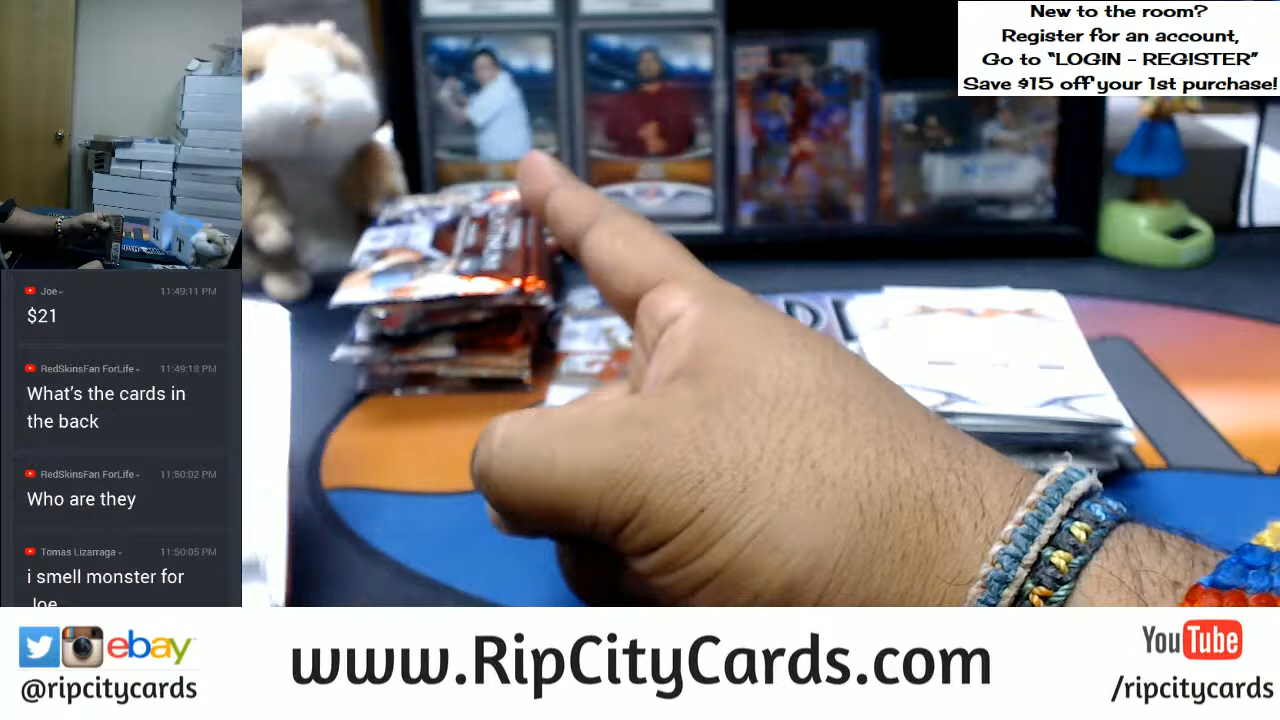 New to the room?
Register for an account,
Go to “LOGIN - REGISTER”
Save $15 off your 1st purchase!
Joe 11:49:11 PM
$21
RedSkinsFan ForLife 11:49:18 PM
What's the cards in
the back
RedSkinsFan ForLife 11:50:02 PM
Who are they
Tomas Lizarraga 11:50:05 PM
i smell monster for
Joe
ebay
@ripcitycards
www.RipCityCards.com
YouTube
/ripcitycards